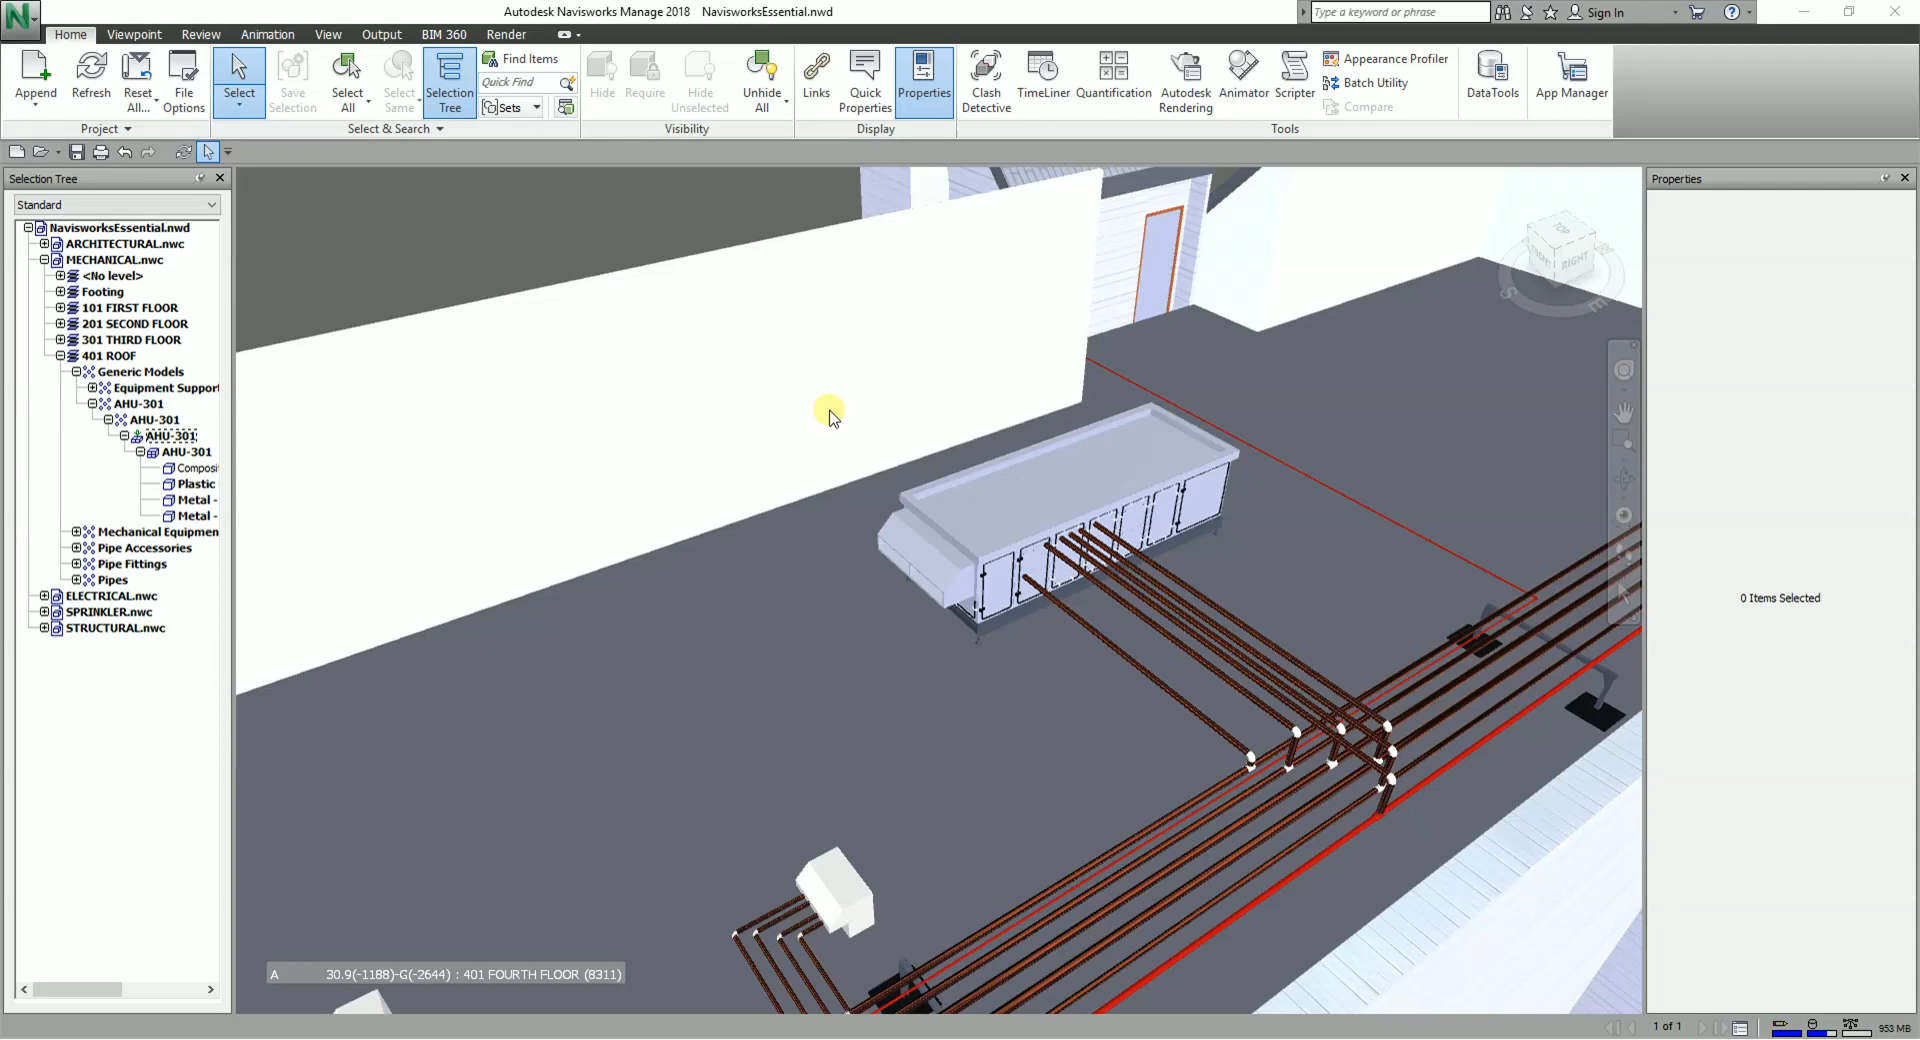 Autodesk Navisworks Manage 2018 NavisworksEssential.nwd
Type a keyword or phrase
Sign In
Home Viewpoint Review Animation View Output BIM 360 Render
Append
Refresh
Reset
All...
File
Options
Project
Select
Save
Selection
Select
All
Select
Same
Selection
Tree
Find Items
Quick Find
Sets
Select & Search
Hide
Require
Hide
Unselected
Unhide
All
Visibility
Links
Quick
Properties
Properties
Display
Clash
Detective
TimeLiner
Quantification
Autodesk
Rendering
Animator
Scripter
Appearance Profiler
Batch Utility
Compare
Tools
DataTools
App Manager
Selection Tree
Standard
NavisworksEssential.nwd
ARCHITECTURAL.nwc
MECHANICAL.nwc
<No level>
Footing
101 FIRST FLOOR
201 SECOND FLOOR
301 THIRD FLOOR
401 ROOF
Generic Models
Equipment Support
AHU-301
AHU-301
AHU-301
AHU-301
Composi
Plastic
Metal -
Metal -
Mechanical Equipmen
Pipe Accessories
Pipe Fittings
Pipes
ELECTRICAL.nwc
SPRINKLER.nwc
STRUCTURAL.nwc
TOP
FRONT
RIGHT
S
E
A 30.9(-1188)-G(-2644) : 401 FOURTH FLOOR (8311)
Properties
0 Items Selected
1 of 1
953 MB